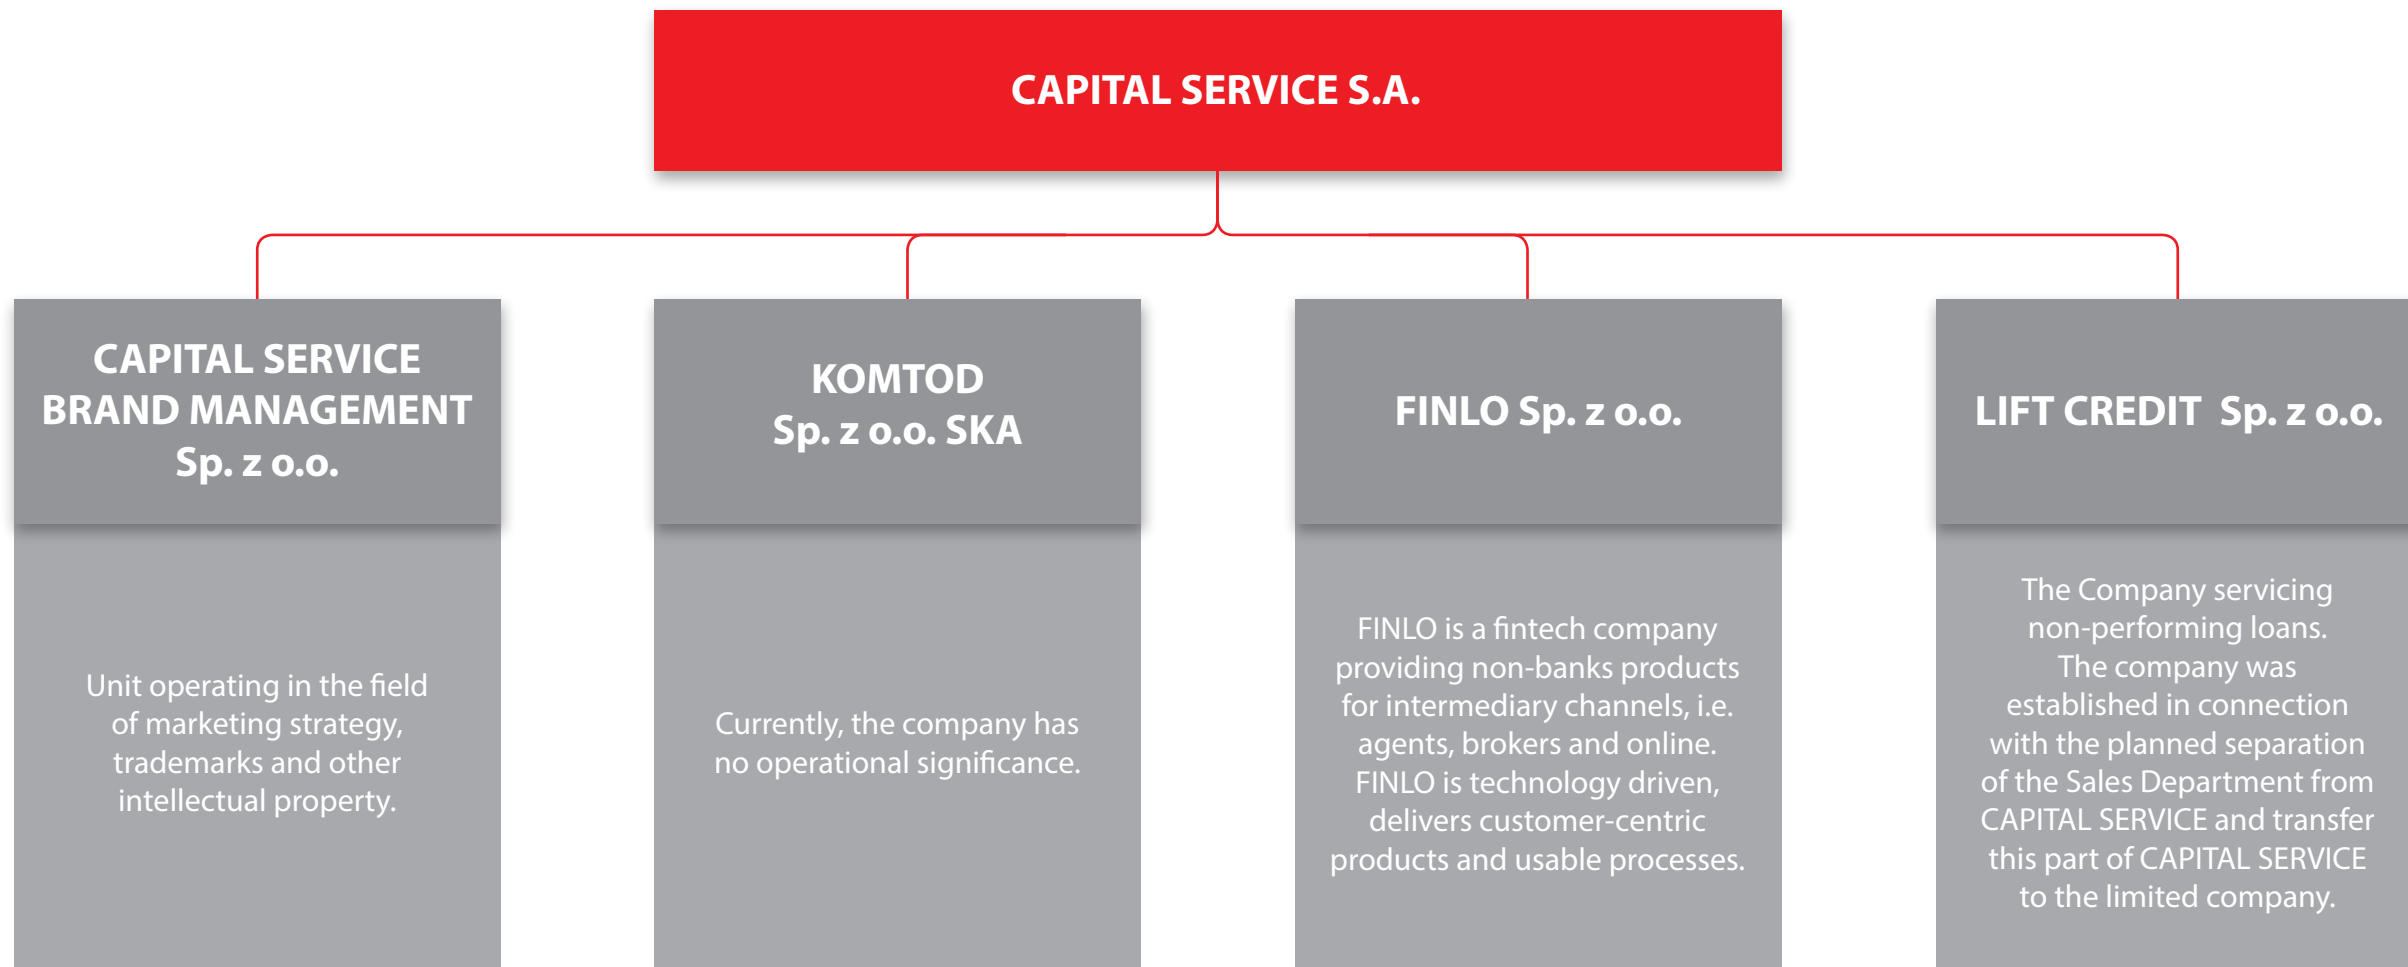 CAPITAL SERVICE S.A.
CAPITAL SERVICE
BRAND MANAGEMENT
Sp. z o.o.
Unit operating in the field
of marketing strategy,
trademarks and other
intellectual property.
KOMTOD
Sp. z o.o. SKA
Currently, the company has
no operational significance.
FINLO Sp. z o.o.
FINLO is a fintech company
providing non-banks products
for intermediary channels, i.e.
agents, brokers and online.
FINLO is technology driven,
delivers customer-centric
products and usable processes.
LIFT CREDIT Sp. z o.o.
The Company servicing
non-performing loans.
The company was
established in connection
with the planned separation
of the Sales Department from
CAPITAL SERVICE and transfer
this part of CAPITAL SERVICE
to the limited company.